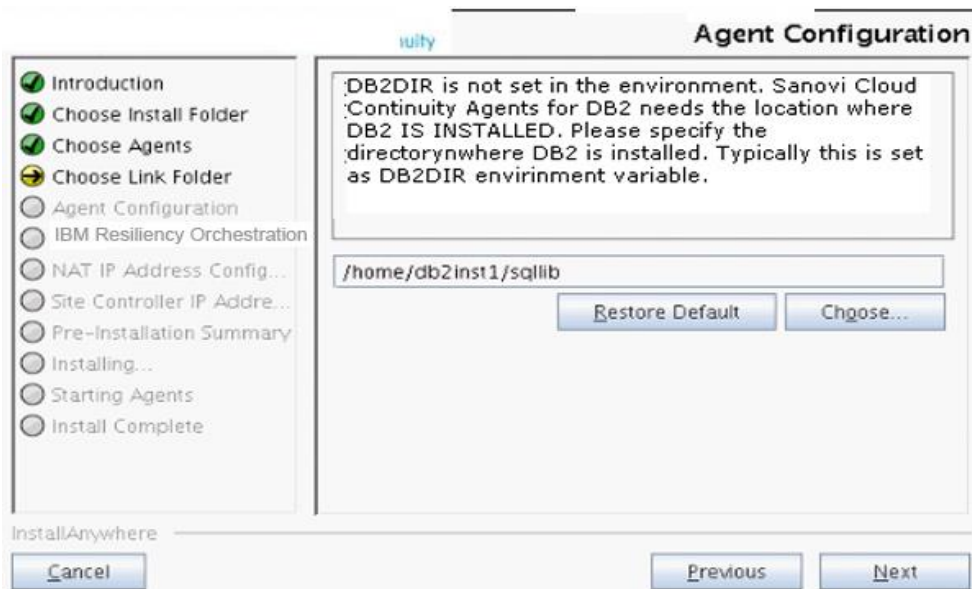 uity
Agent Configuration
Introduction
Choose Install Folder
Choose Agents
Choose Link Folder
Agent Configuration
IBM Resiliency Orchestration
NAT IP Address Config...
Site Controller IP Addre...
Pre-Installation Summary
Installing...
Starting Agents
Install Complete
DB2DIR is not set in the environment. Sanovi Cloud
Continuity Agents for DB2 needs the location where
DB2 IS INSTALLED. Please specify the
directorynwhere DB2 is installed. Typically this is set
as DB2DIR envirinment variable.
/home/db2inst1/sqllib
Restore Default
Choose...
InstallAnywhere
Cancel
Previous
Next